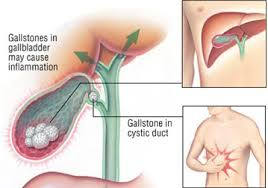 Gallstones in
gallbladder
may cause
inflammation
Gallstone in
cystic duct